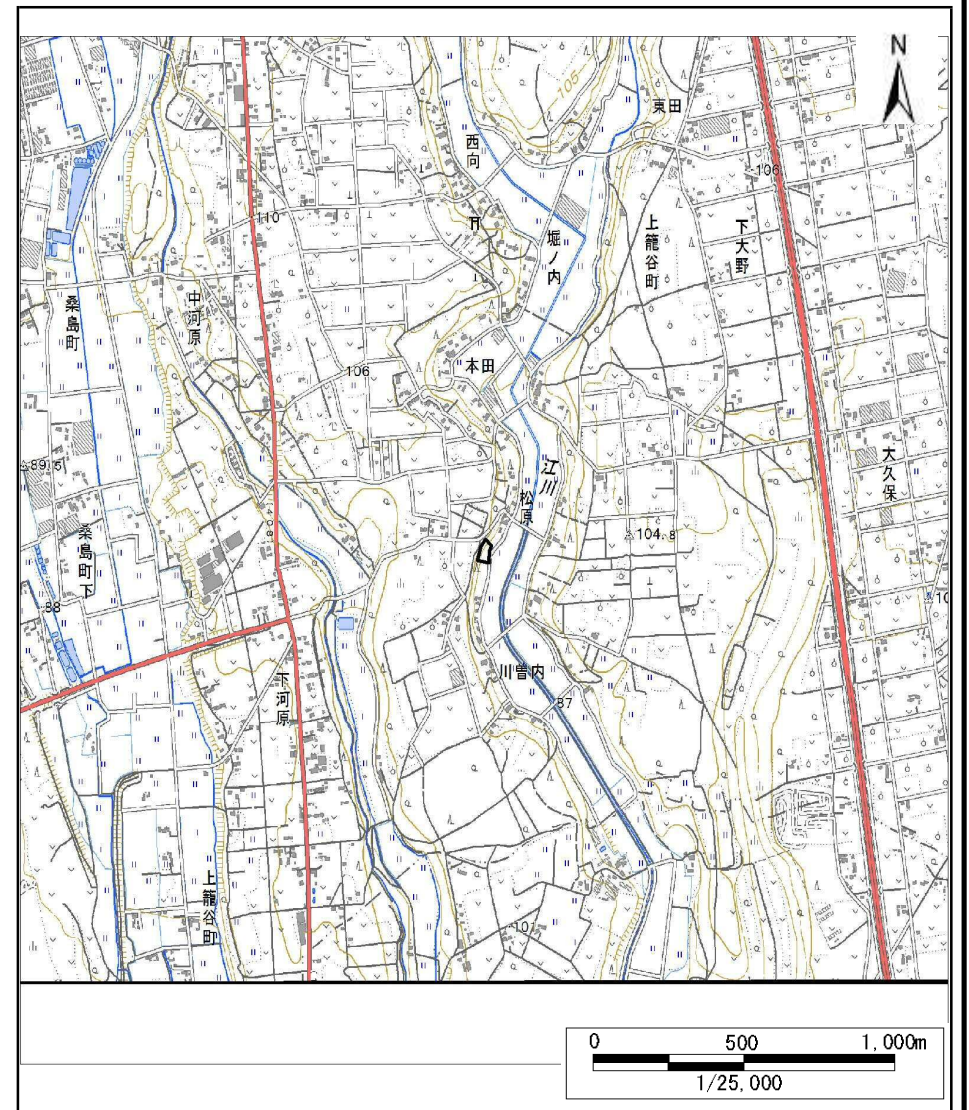 N
東田
西向
106
上籠谷町
下大野
110
堀ノ内
桑島町
中河原
本田
106
大久保
89.5
江川
松原
104.8
桑島町下
88
下河原
川曽内
87
上籠谷町
0 500 1,000m
1/25,000